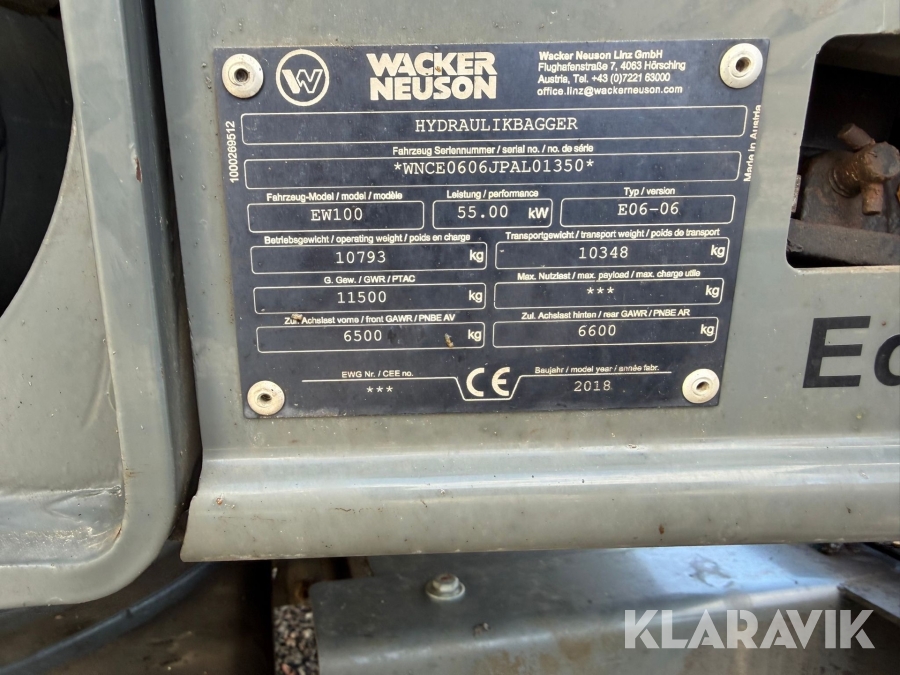 WACKER
NEUSON
Wacker Neuson Linz GmbH
Flughafenstraße 7, 4063 Hörsching
Austria, Tel. +43 (0)7221 63000
office.linz@wackerneuson.com
1000269512
Made in Austria
HYDRAULIKBAGGER
Fahrzeug Seriennummer / serial no. / no. de série
*WNCE0606JPAL01350*
Fahrzeug-Model / model / modèle
EW100
Leistung / performance
55.00 kW
Typ / version
E06-06
Betriebsgewicht / operating weight / poids en charge
10793 kg
Transportgewicht / transport weight / poids de transport
10348 kg
G. Gew. / GWR / PTAC
11500 kg
Max. Nutzlast / max. payload / max. charge utile
*** kg
Zul. Achslast vorne / front GAWR / PNBE AV
6500 kg
Zul. Achslast hinten / rear GAWR / PNBE AR
6600 kg
EWG Nr. / CEE no.
***
CE
Baujahr / model year / année fabr.
2018
Ec
KLARAVIK